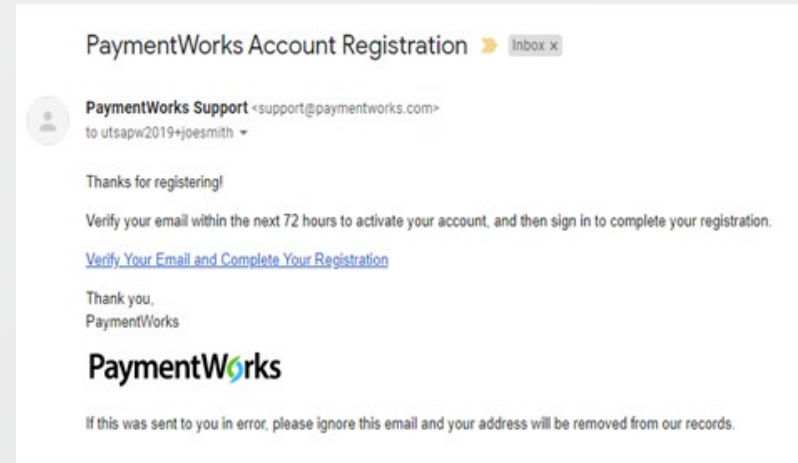 PaymentWorks Account Registration Inbox x
PaymentWorks Support <support@paymentworks.com>
to utsapw2019+joesmith
Thanks for registering!
Verify your email within the next 72 hours to activate your account, and then sign in to complete your registration.
Verify Your Email and Complete Your Registration
Thank you,
PaymentWorks
PaymentWorks
If this was sent to you in error, please ignore this email and your address will be removed from our records.